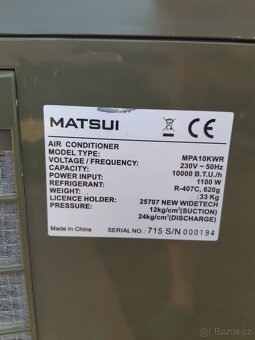 MATSUI
CE
AIR CONDITIONER
MODEL TYPE: MPA10KWR
VOLTAGE / FREQUENCY: 230V ~ 50Hz
CAPACITY: 10000 B.T.U./h
POWER INPUT: 1100 W
REFRIGERANT: R-407C, 620g
WEIGHT: 33 Kg
LICENCE HOLDER: 25707 NEW WIDETECH
PRESSURE: 12kg/cm²(SUCTION)
24kg/cm²(DISCHARGE)
Made in China SERIAL NO.: 715 S/N 000194
Sbazar.cz